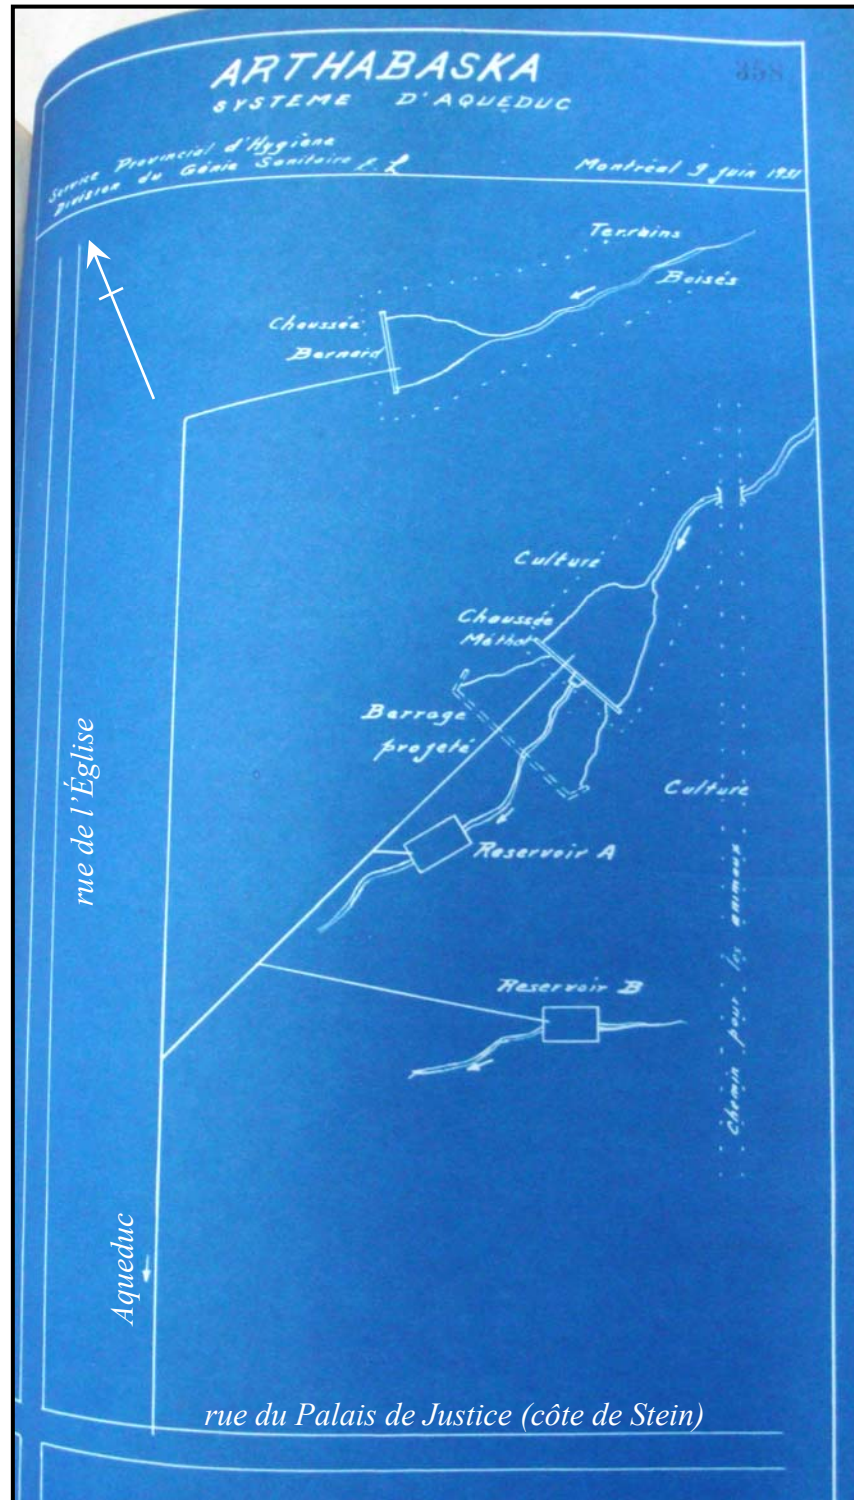 ARTHABASKA
SYSTEME D'AQUEDUC
358
Service Provincial d'Hygiène
Division du Génie Sanitaire
Montréal 9 juin 1931
Terrains
Boisés
Chaussée
Bernard
Culture
Chaussée
Méthot
Barrage
projeté
Culture
Reservoir A
Reservoir B
chemin pour les animaux
rue de l'Église
Aqueduc
rue du Palais de Justice (côte de Stein)